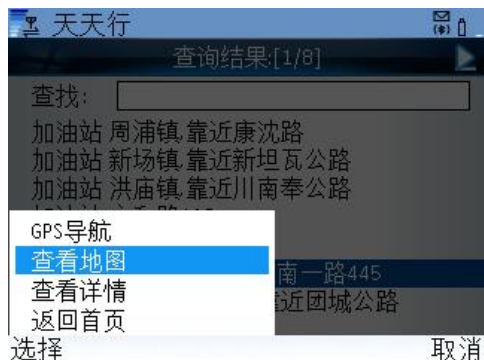 天天行
查询结果:[1/8]
查找:
加油站 周浦镇,靠近康沈路
加油站 新场镇,靠近新坦瓦公路
加油站 洪庙镇,靠近川南奉公路
GPS导航
查看地图
南一路445
查看详情
靠近团城公路
返回首页
选择
取消